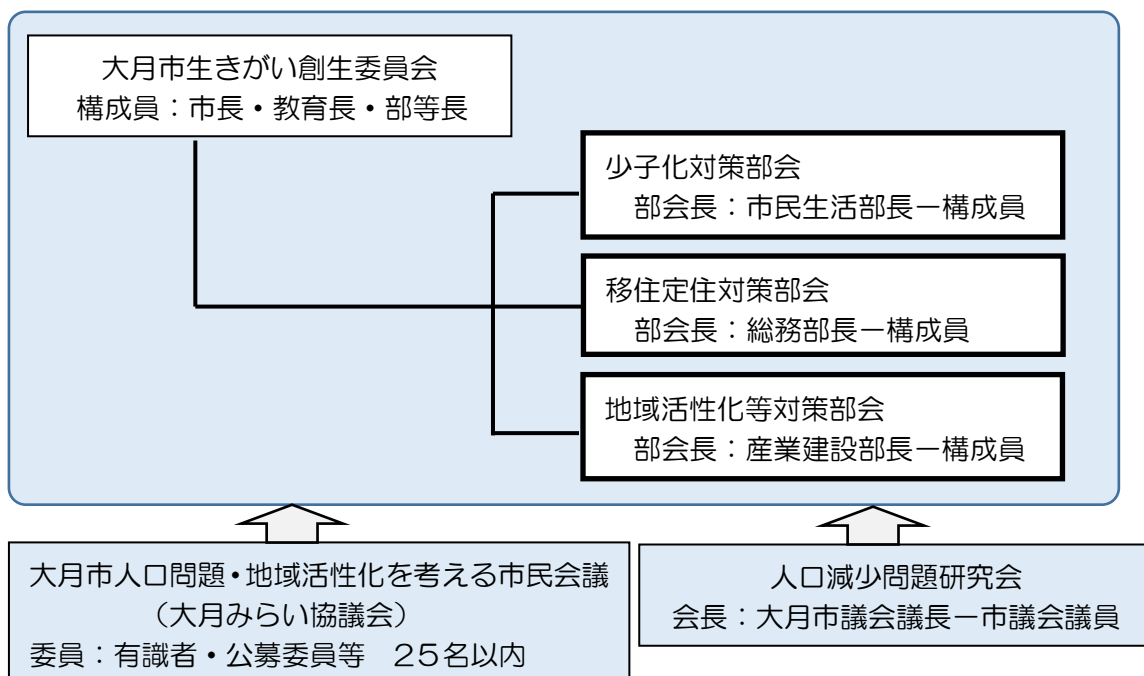 大月市生きがい創生委員会
構成員：市長・教育長・部等長
少子化対策部会
部会長：市民生活部長ー構成員
移住定住対策部会
部会長：総務部長ー構成員
地域活性化等対策部会
部会長：産業建設部長ー構成員
大月市人口問題・地域活性化を考える市民会議
（大月みらい協議会）
委員：有識者・公募委員等　２５名以内
人口減少問題研究会
会長：大月市議会議長ー市議会議員